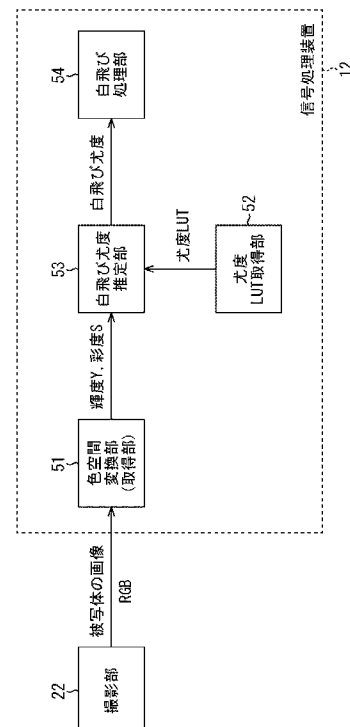 22
撮影部
被写体の画像
RGB
51
色空間
変換部
(取得部)
輝度Y,彩度S
53
白飛び尤度
推定部
白飛び尤度
54
白飛び
処理部
尤度LUT
52
尤度
LUT取得部
信号処理装置
12